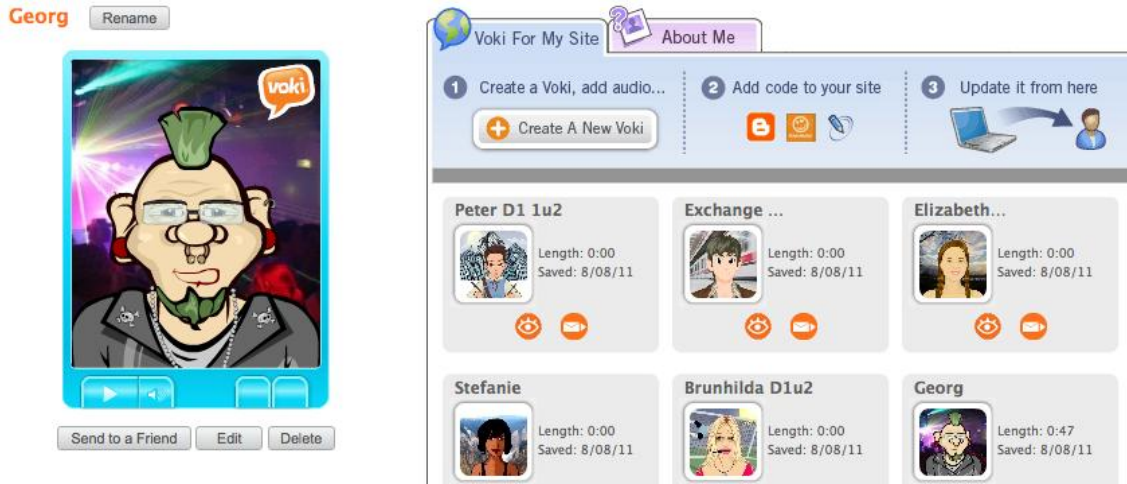 Georg
Rename
voki
Send to a Friend
Edit
Delete
Voki For My Site
About Me
1 Create a Voki, add audio...
Create A New Voki
2 Add code to your site
3 Update it from here
Peter D1 1u2
Length: 0:00
Saved: 8/08/11
Exchange ...
Length: 0:00
Saved: 8/08/11
Elizabeth...
Length: 0:00
Saved: 8/08/11
Stefanie
Length: 0:00
Saved: 8/08/11
Brunhilda D1u2
Length: 0:00
Saved: 8/08/11
Georg
Length: 0:47
Saved: 8/08/11